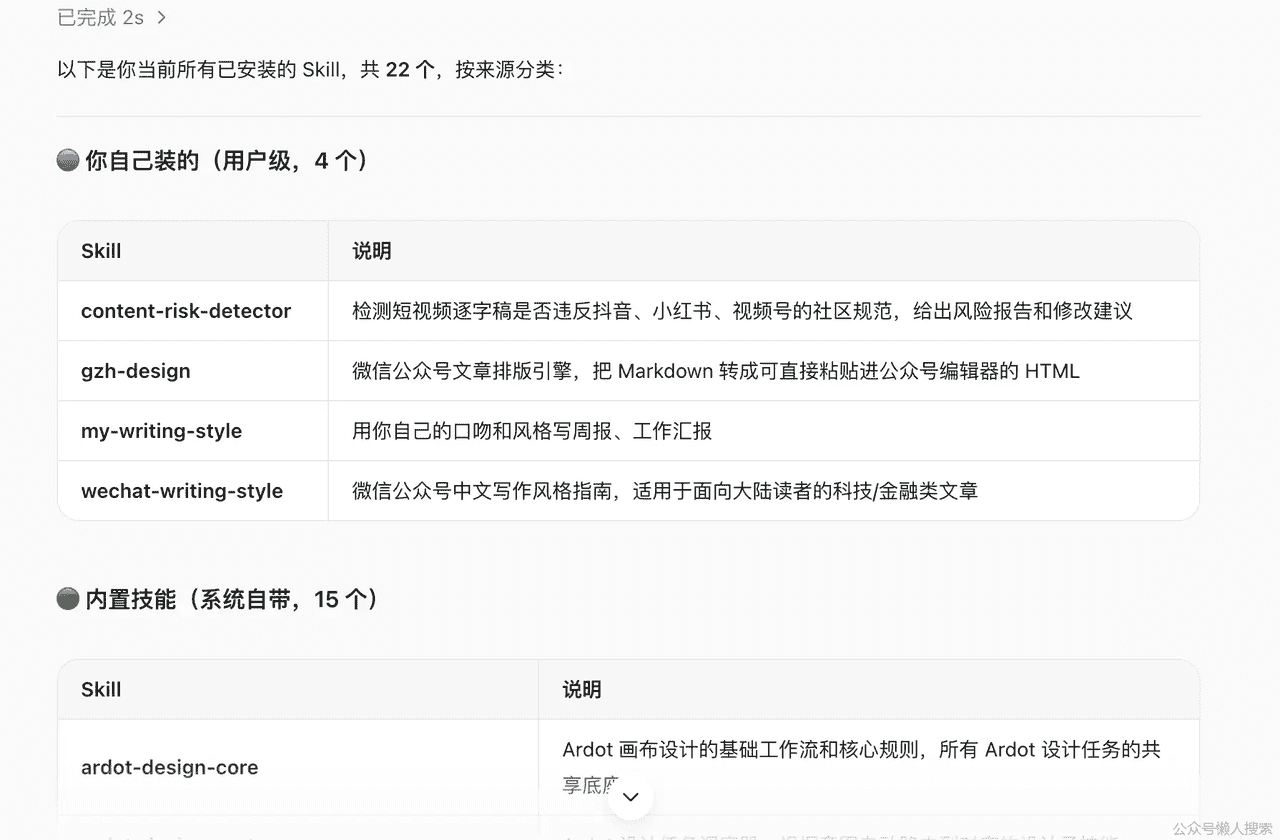 已完成 2s
以下是你当前所有已安装的 Skill，共 22 个，按来源分类：
你自己装的（用户级，4 个）
Skill 说明
content-risk-detector 检测短视频逐字稿是否违反抖音、小红书、视频号的社区规范，给出风险报告和修改建议
gzh-design 微信公众号文章排版引擎，把 Markdown 转成可直接粘贴进公众号编辑器的 HTML
my-writing-style 用你自己的口吻和风格写周报、工作汇报
wechat-writing-style 微信公众号中文写作风格指南，适用于面向大陆读者的科技/金融类文章
内置技能（系统自带，15 个）
Skill 说明
ardot-design-core Ardot 画布设计的基础工作流和核心规则，所有 Ardot 设计任务的共
享底座
公众号懒人搜索